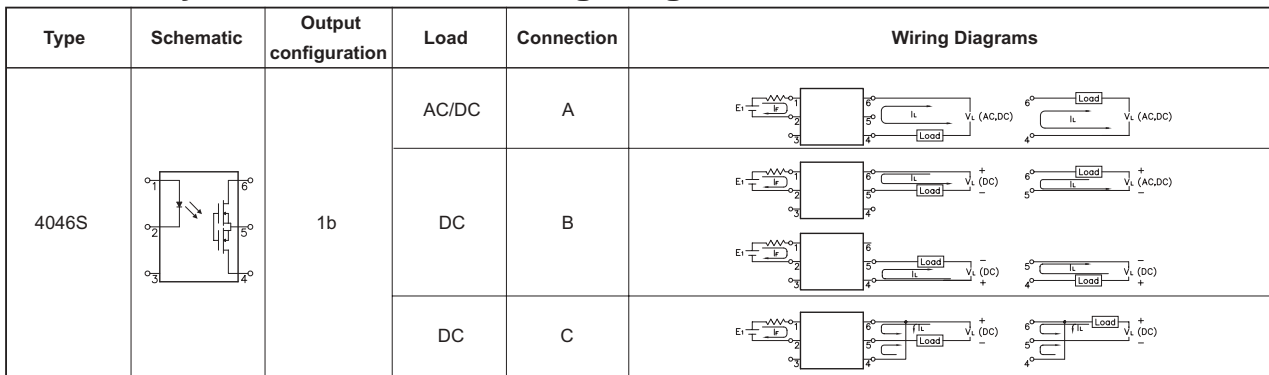 Type Schematic Output configuration Load Connection Wiring Diagrams
4046S
1
2
3
6
5
4
1b
AC/DC A
E1 IF 1 2 3 6 5 4 IL Load VL (AC,DC)
6 4 Load IL VL (AC,DC)
DC B
E1 IF 1 2 3 6 5 4 IL Load + VL (DC) −
6 5 Load IL + VL (AC,DC) −
E1 IF 1 2 3 6 5 4 Load IL − VL (DC) +
5 4 IL Load − VL (DC) +
DC C
E1 IF 1 2 3 6 5 4 IL Load + VL (DC) −
6 5 4 IL Load + VL (DC) −